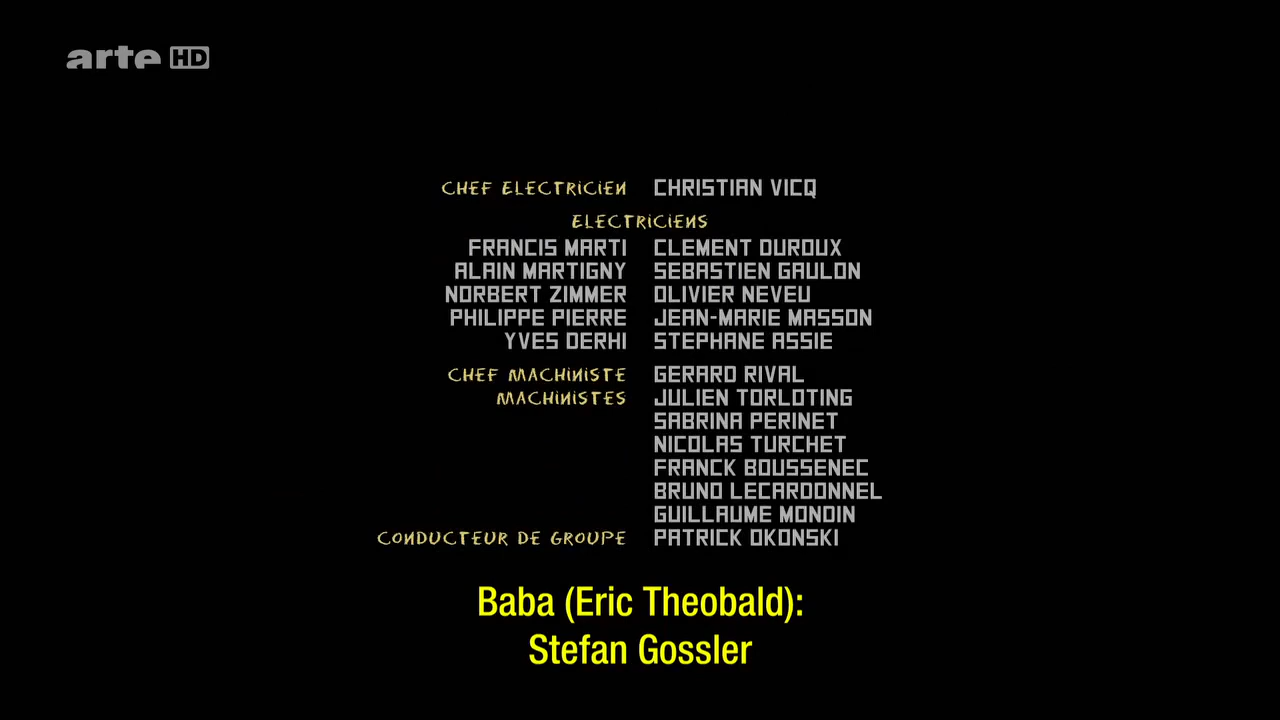 arte HD
CHEF ELECTRICIEN CHRISTIAN VICQ
ELECTRICIENS
FRANCIS MARTI CLEMENT DUROUX
ALAIN MARTIGNY SEBASTIEN GAULON
NORBERT ZIMMER OLIVIER NEVEU
PHILIPPE PIERRE JEAN-MARIE MASSON
YVES DERHI STEPHANE ASSIE
CHEF MACHINISTE GERARD RIVAL
MACHINISTES JULIEN TORLOTING
SABRINA PERINET
NICOLAS TURCHET
FRANCK BOUSSENEC
BRUNO LECARDONNEL
GUILLAUME MONDIN
CONDUCTEUR DE GROUPE PATRICK OKONSKI
Baba (Eric Theobald):
Stefan Gossler